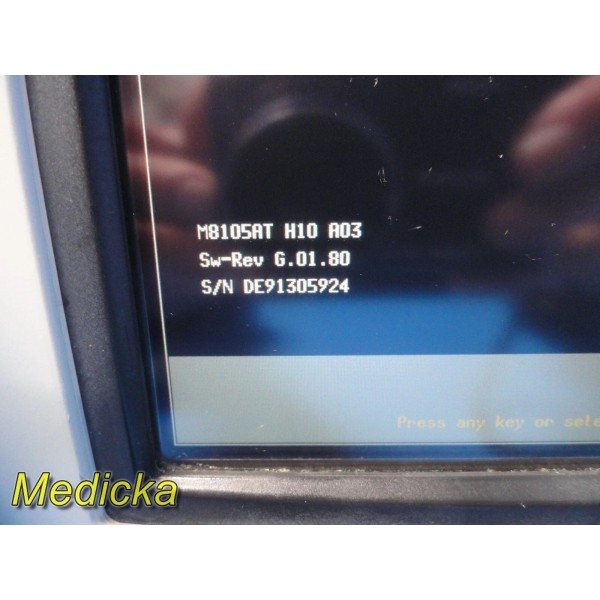 M8105AT H10 A03
Sw-Rev G.01.80
S/N DE91305924
Press any key or sele
Medicka